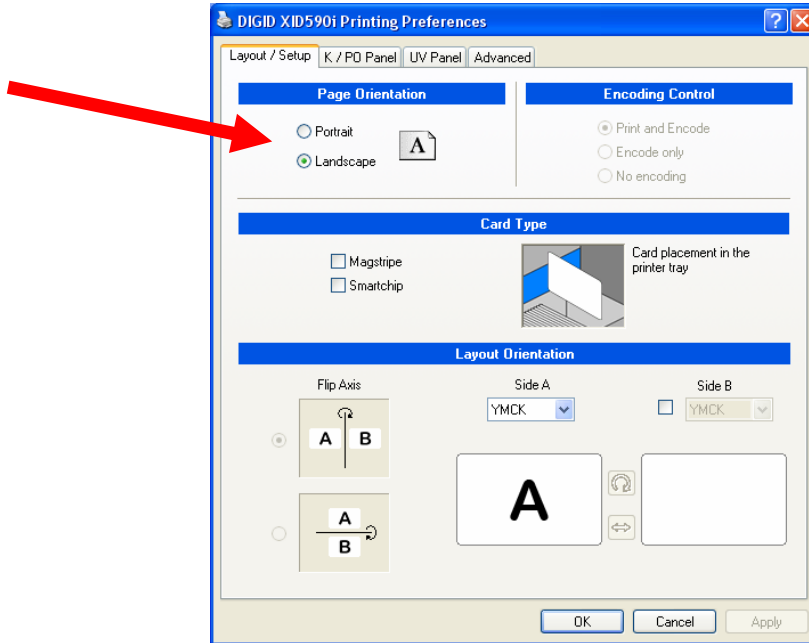 DIGID XID590i Printing Preferences
Layout / Setup K / PO Panel UV Panel Advanced
Page Orientation
Portrait
Landscape
A
Encoding Control
Print and Encode
Encode only
No encoding
Card Type
Magstripe
Smartchip
Card placement in the
printer tray
Layout Orientation
Flip Axis
A B
A
B
Side A
YMCK
Side B
YMCK
A
OK Cancel Apply